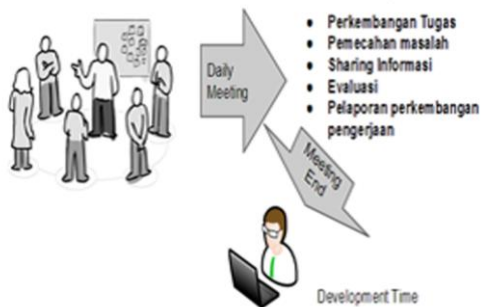 Daily
Meeting
● Perkembangan Tugas
● Pemecahan masalah
● Sharing Informasi
● Evaluasi
● Pelaporan perkembangan
pengerjaan
Meeting
End
Development Time